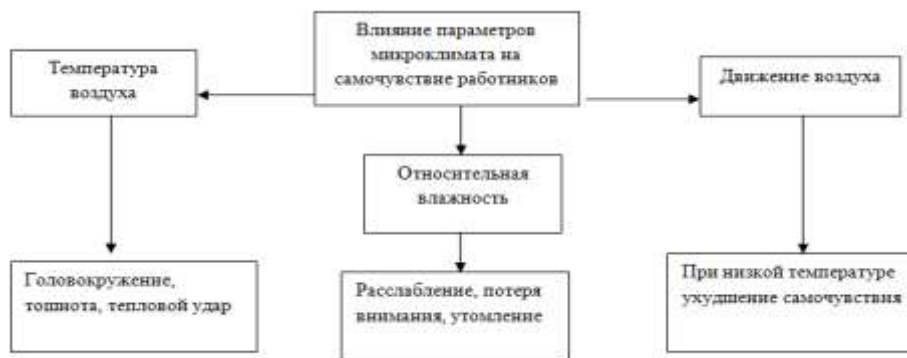 Влияние параметров
микроклимата на
самочувствие работников
Температура
воздуха
Движение воздуха
Относительная
влажность
Головокружение,
тошнота, тепловой удар
Расслабление, потеря
внимания, утомление
При низкой температуре
ухудшение самочувствия